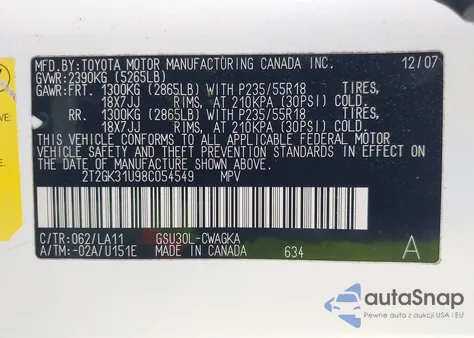 MFD.BY:TOYOTA MOTOR MANUFACTURING CANADA INC. 12/07
GVWR:2390KG (5265LB)
GAWR:FRT. 1300KG (2865LB) WITH P235/55R18 TIRES,
18X7JJ RIMS, AT 210KPA (30PSI) COLD.
RR. 1300KG (2865LB) WITH P235/55R18 TIRES,
18X7JJ RIMS, AT 210KPA (30PSI) COLD.
THIS VEHICLE CONFORMS TO ALL APPLICABLE FEDERAL MOTOR
VEHICLE SAFETY AND THEFT PREVENTION STANDARDS IN EFFECT ON
THE DATE OF MANUFACTURE SHOWN ABOVE.
2T2GK31U98C054549 MPV
C/TR:062/LA11 GSU30L-CWAGKA
A/TM:-02A/U151E MADE IN CANADA 634 A
WE:
autoSnap
Pewne auta z aukcji USA i EU